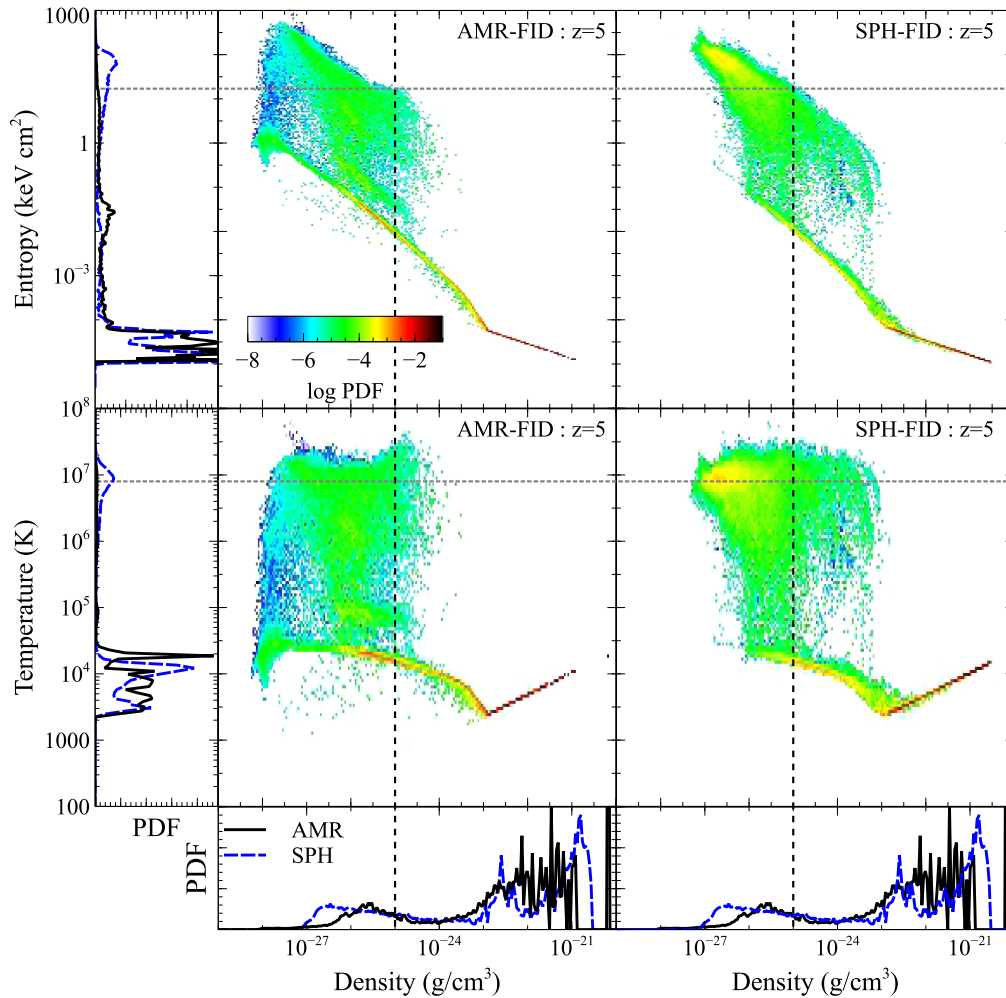 1000
AMR-FID : z=5
SPH-FID : z=5
Entropy (keV cm²)
1
10⁻³
−8 −6 −4 −2
log PDF
10⁸
AMR-FID : z=5
SPH-FID : z=5
Temperature (K)
10⁷
10⁶
10⁵
10⁴
1000
100
PDF
PDF
AMR
SPH
10⁻²⁷ 10⁻²⁴ 10⁻²¹ 10⁻²⁷ 10⁻²⁴ 10⁻²¹
Density (g/cm³) Density (g/cm³)